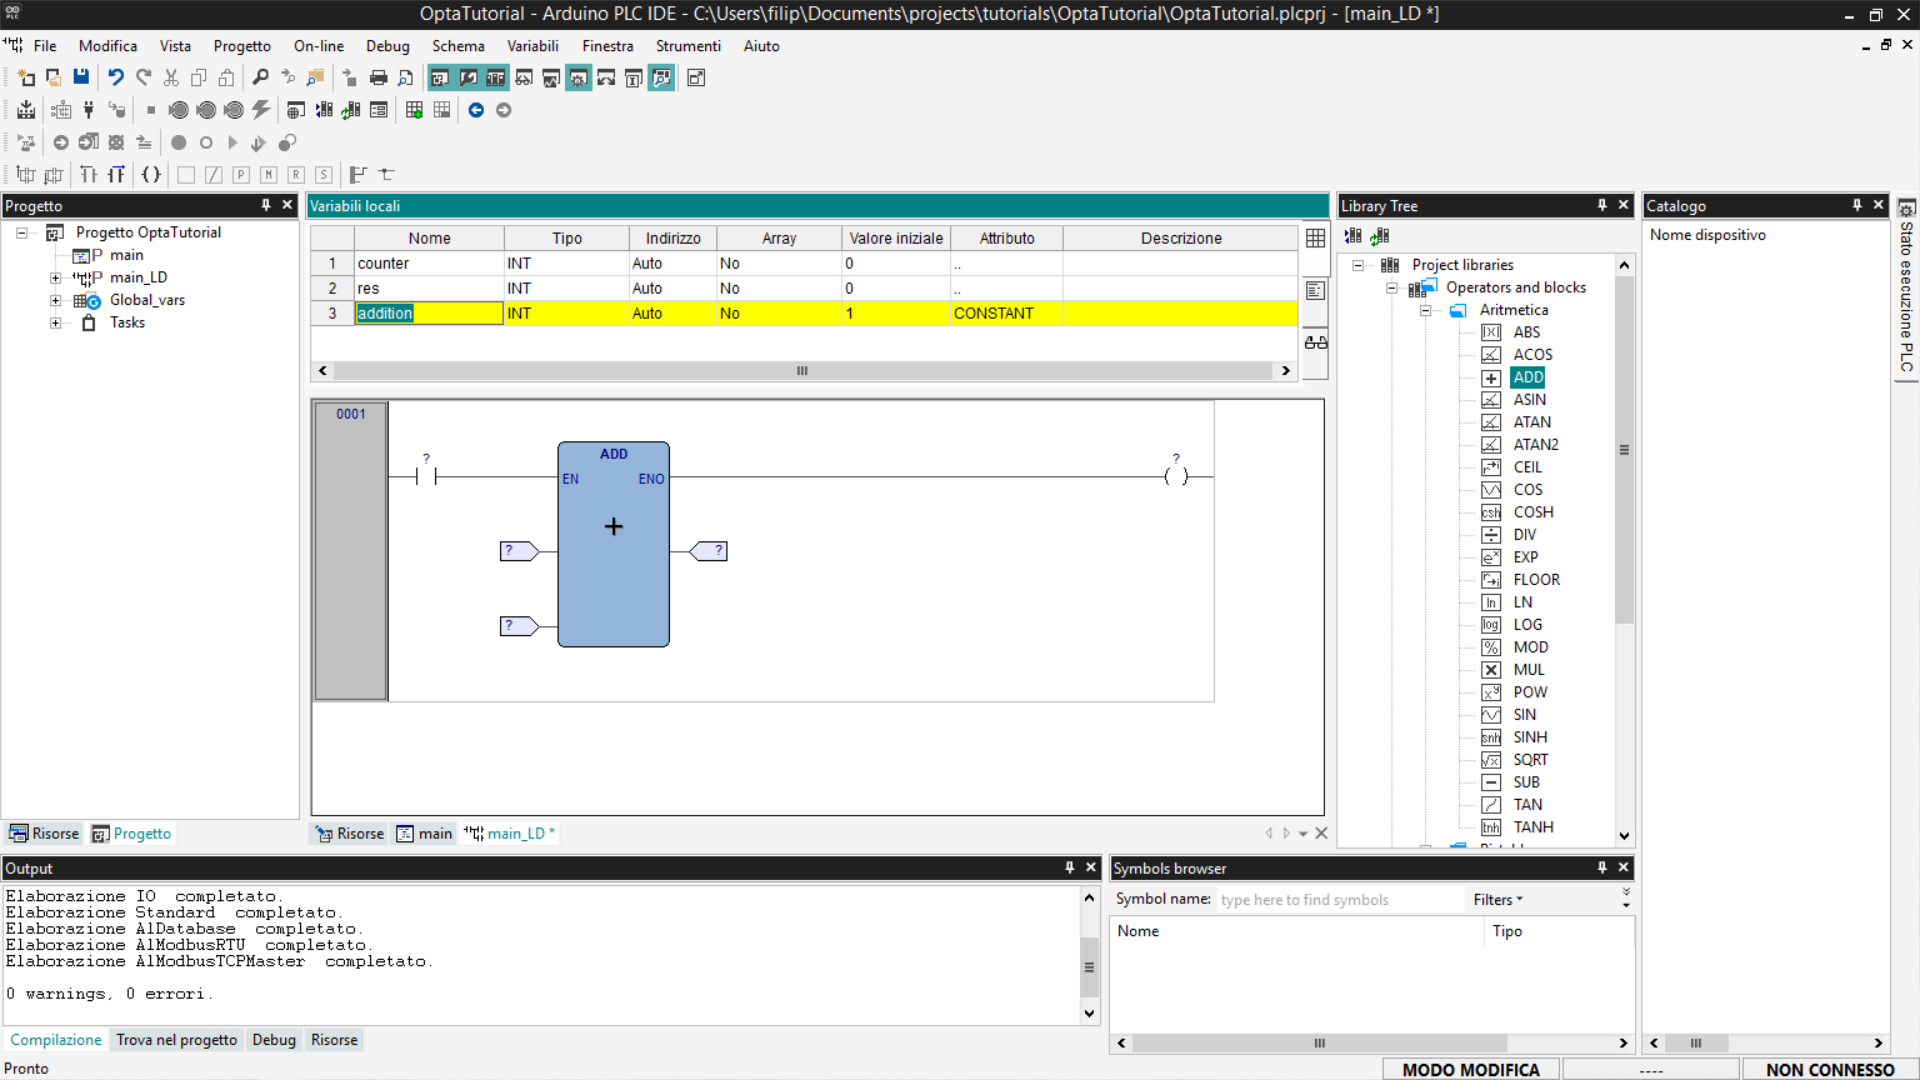 OptaTutorial - Arduino PLC IDE - C:\Users\filip\Documents\projects\tutorials\OptaTutorial\OptaTutorial.plcprj - [main_LD *]
File Modifica Vista Progetto On-line Debug Schema Variabili Finestra Strumenti Aiuto
Progetto
Progetto OptaTutorial
main
main_LD
Global_vars
Tasks
Risorse Progetto
Variabili locali
Nome Tipo Indirizzo Array Valore iniziale Attributo Descrizione
1 counter INT Auto No 0 ..
2 res INT Auto No 0 ..
3 addition INT Auto No 1 CONSTANT
0001
? ADD ?
EN ENO
+
? ?
?
Risorse main main_LD *
Library Tree
Project libraries
Operators and blocks
Aritmetica
ABS
ACOS
ADD
ASIN
ATAN
ATAN2
CEIL
COS
COSH
DIV
EXP
FLOOR
LN
LOG
MOD
MUL
POW
SIN
SINH
SQRT
SUB
TAN
TANH
Catalogo
Nome dispositivo
Stato esecuzione PLC
Output
Elaborazione IO completato.
Elaborazione Standard completato.
Elaborazione AlDatabase completato.
Elaborazione AlModbusRTU completato.
Elaborazione AlModbusTCPMaster completato.
0 warnings, 0 errori.
Compilazione Trova nel progetto Debug Risorse
Symbols browser
Symbol name: type here to find symbols Filters
Nome Tipo
Pronto
MODO MODIFICA ---- NON CONNESSO